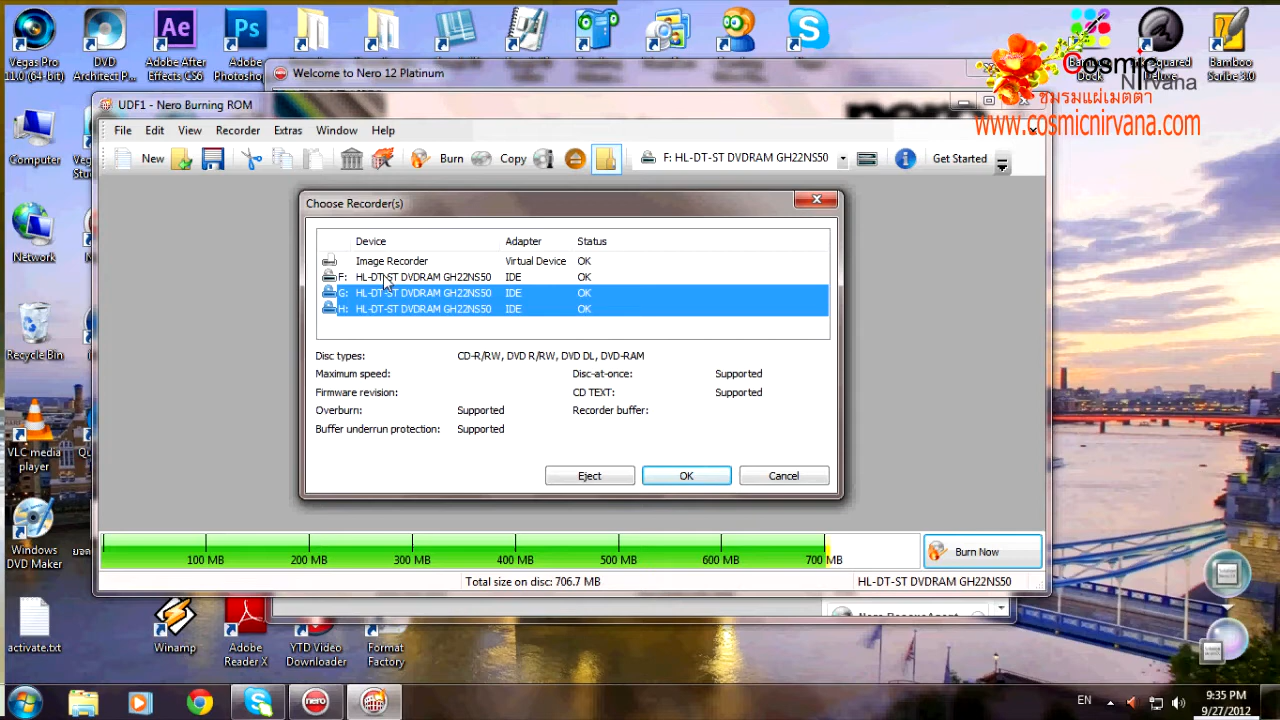 Vegas Pro
11.0 (64-bit)
DVD
Architect P...
Adobe After
Effects CS6
Adobe
Photoshop
Ae
Ps
Cosmic
Nirvana
ชมรมแผ่เมตตา
www.cosmicnirvana.com
Dock
Bamboo
Scribe 3.0
Welcome to Nero 12 Platinum
UDF1 - Nero Burning ROM
File Edit View Recorder Extras Window Help
New Burn Copy F: HL-DT-ST DVDRAM GH22NS50 Get Started
Choose Recorder(s)
Device Adapter Status
Image Recorder Virtual Device OK
F: HL-DT-ST DVDRAM GH22NS50 IDE OK
G: HL-DT-ST DVDRAM GH22NS50 IDE OK
H: HL-DT-ST DVDRAM GH22NS50 IDE OK
Disc types: CD-R/RW, DVD R/RW, DVD DL, DVD-RAM
Maximum speed: Disc-at-once: Supported
Firmware revision: CD TEXT: Supported
Overburn: Supported Recorder buffer:
Buffer underrun protection: Supported
Eject OK Cancel
100 MB 200 MB 300 MB 400 MB 500 MB 600 MB 700 MB
Burn Now
Total size on disc: 706.7 MB HL-DT-ST DVDRAM GH22NS50
Computer
Network
Recycle Bin
VLC media
player
Windows
DVD Maker
activate.txt
Winamp
Adobe
Reader X
YTD Video
Downloader
Format
Factory
nero
EN
9:35 PM
9/27/2012